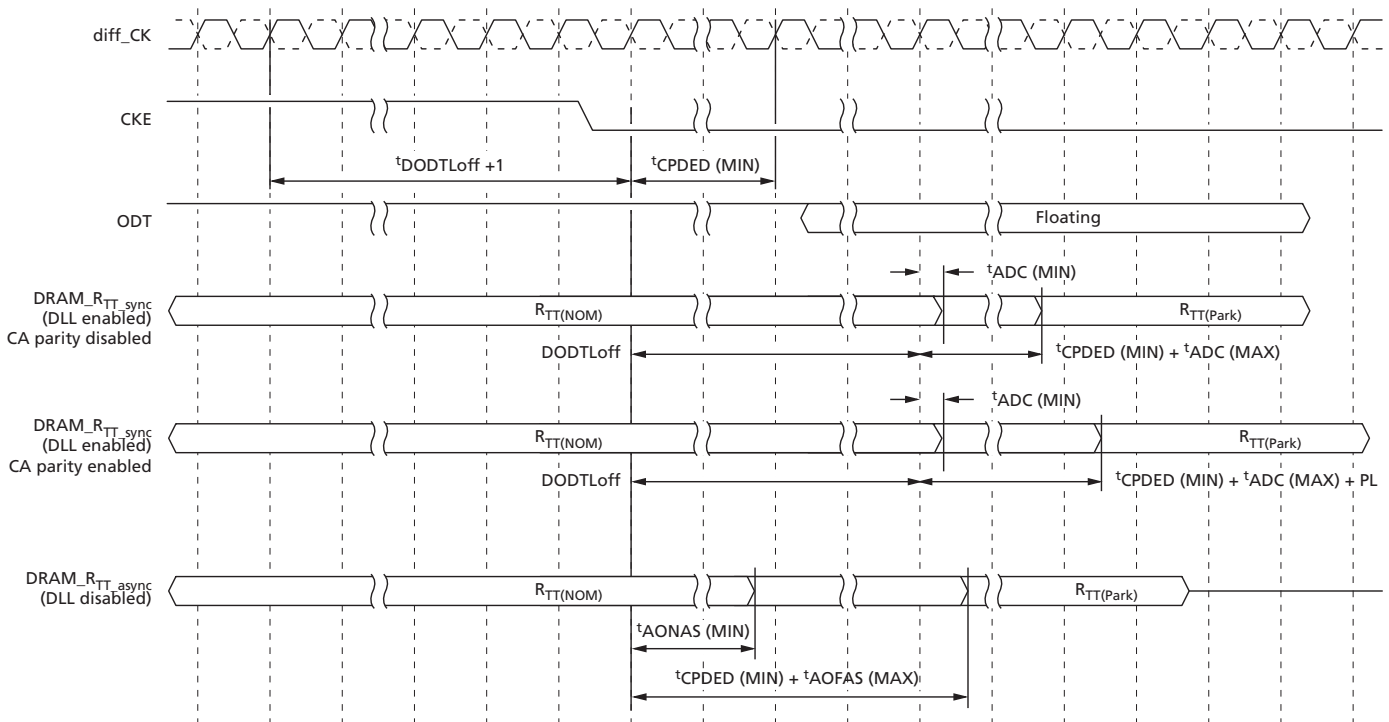 diff_CK
CKE
tDODTLoff +1
tCPDED (MIN)
ODT
Floating
tADC (MIN)
DRAM_RTT_sync
(DLL enabled)
CA parity disabled
RTT(NOM)
RTT(Park)
DODTLoff
tCPDED (MIN) + tADC (MAX)
tADC (MIN)
DRAM_RTT_sync
(DLL enabled)
CA parity enabled
RTT(NOM)
RTT(Park)
DODTLoff
tCPDED (MIN) + tADC (MAX) + PL
DRAM_RTT_async
(DLL disabled)
RTT(NOM)
RTT(Park)
tAONAS (MIN)
tCPDED (MIN) + tAOFAS (MAX)